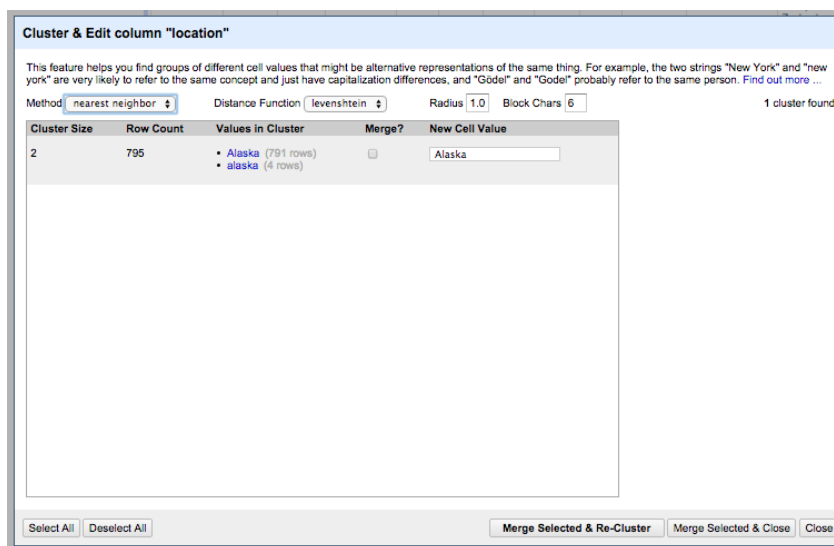 Cluster & Edit column "location"
This feature helps you find groups of different cell values that might be alternative representations of the same thing. For example, the two strings "New York" and "new
york" are very likely to refer to the same concept and just have capitalization differences, and "Gödel" and "Godel" probably refer to the same person. Find out more ...
Method nearest neighbor Distance Function levenshtein Radius 1.0 Block Chars 6 1 cluster found
Cluster Size Row Count Values in Cluster Merge? New Cell Value
2 795 • Alaska (791 rows) Alaska
• alaska (4 rows)
Select All Deselect All Merge Selected & Re-Cluster Merge Selected & Close Close